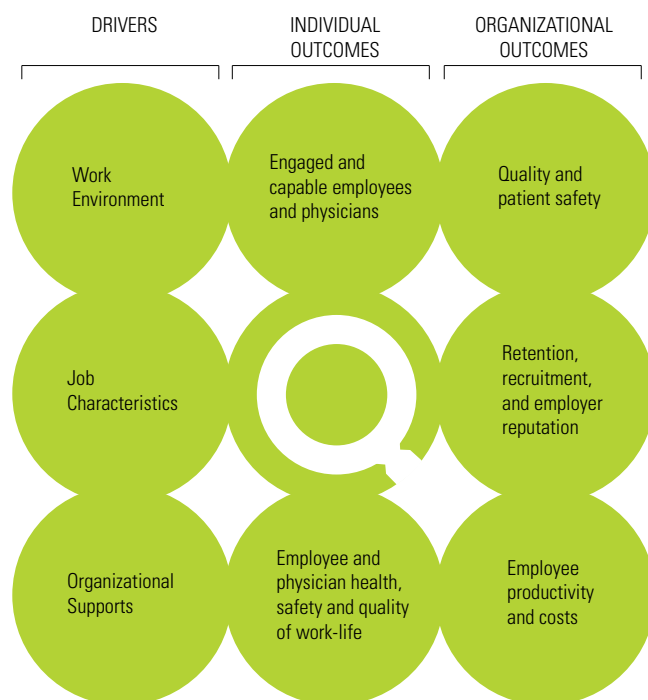 DRIVERS
INDIVIDUAL
OUTCOMES
ORGANIZATIONAL
OUTCOMES
Work
Environment
Engaged and
capable employees
and physicians
Quality and
patient safety
Job
Characteristics
Retention,
recruitment,
and employer
reputation
Organizational
Supports
Employee and
physician health,
safety and quality
of work-life
Employee
productivity
and costs